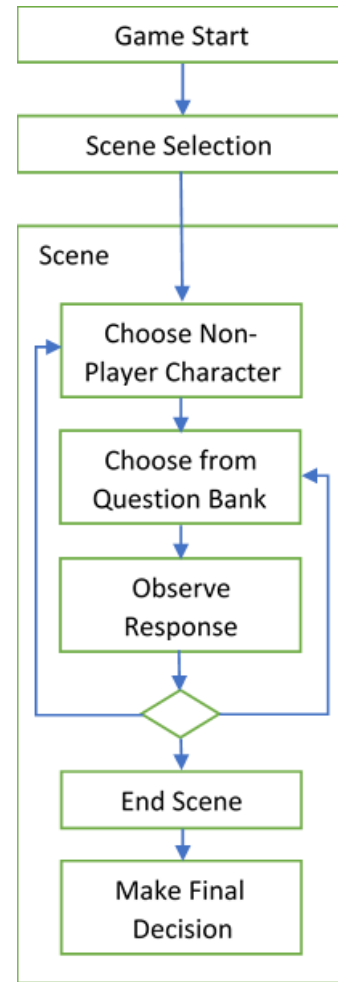 Game Start
Scene Selection
Scene
Choose Non-
Player Character
Choose from
Question Bank
Observe
Response
End Scene
Make Final
Decision